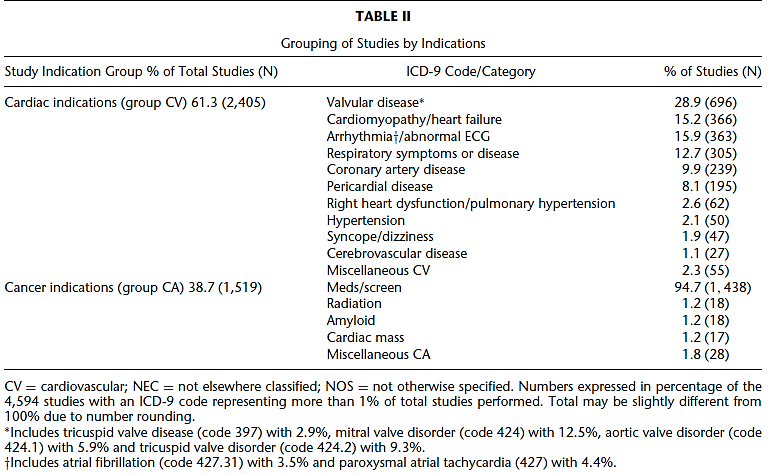 TABLE II
Grouping of Studies by Indications
Study Indication Group % of Total Studies (N) ICD-9 Code/Category % of Studies (N)
Cardiac indications (group CV) 61.3 (2,405) Valvular disease* 28.9 (696)
Cardiomyopathy/heart failure 15.2 (366)
Arrhythmia†/abnormal ECG 15.9 (363)
Respiratory symptoms or disease 12.7 (305)
Coronary artery disease 9.9 (239)
Pericardial disease 8.1 (195)
Right heart dysfunction/pulmonary hypertension 2.6 (62)
Hypertension 2.1 (50)
Syncope/dizziness 1.9 (47)
Cerebrovascular disease 1.1 (27)
Miscellaneous CV 2.3 (55)
Cancer indications (group CA) 38.7 (1,519) Meds/screen 94.7 (1, 438)
Radiation 1.2 (18)
Amyloid 1.2 (18)
Cardiac mass 1.2 (17)
Miscellaneous CA 1.8 (28)
CV = cardiovascular; NEC = not elsewhere classified; NOS = not otherwise specified. Numbers expressed in percentage of the
4,594 studies with an ICD-9 code representing more than 1% of total studies performed. Total may be slightly different from
100% due to number rounding.
*Includes tricuspid valve disease (code 397) with 2.9%, mitral valve disorder (code 424) with 12.5%, aortic valve disorder (code
424.1) with 5.9% and tricuspid valve disorder (code 424.2) with 9.3%.
†Includes atrial fibrillation (code 427.31) with 3.5% and paroxysmal atrial tachycardia (427) with 4.4%.